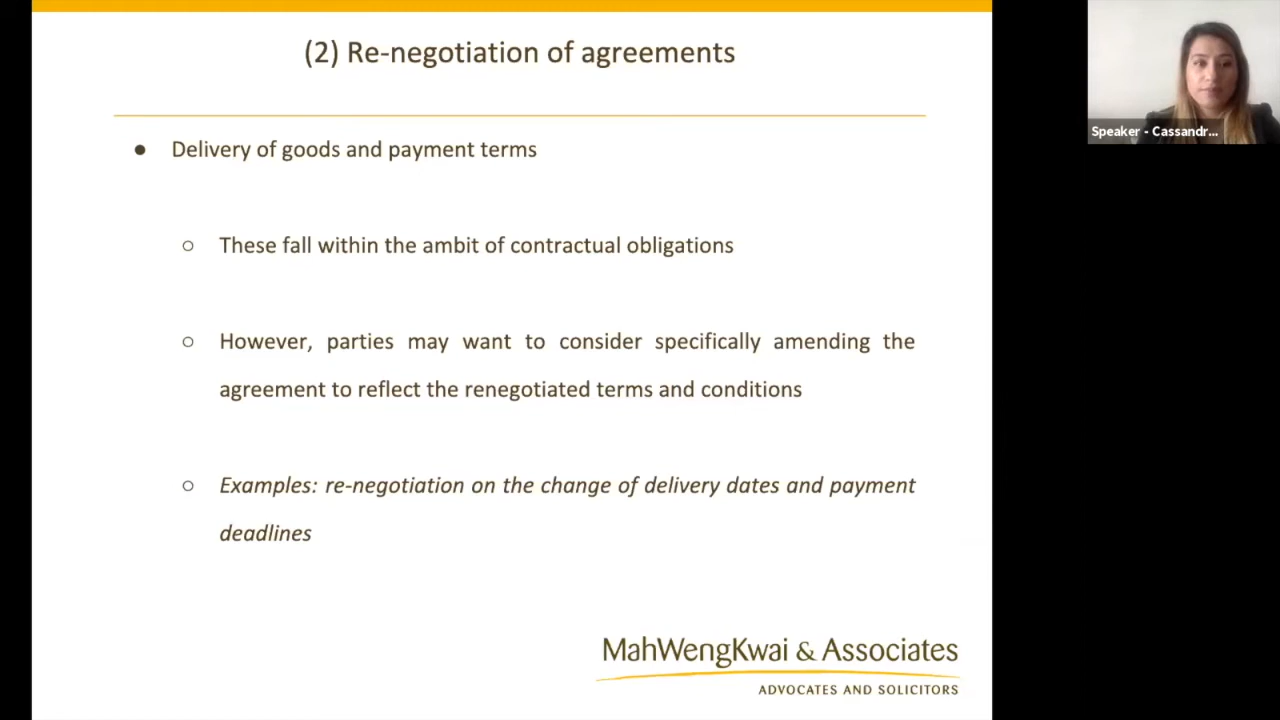 (2) Re-negotiation of agreements
● Delivery of goods and payment terms
○ These fall within the ambit of contractual obligations
○ However, parties may want to consider specifically amending the
agreement to reflect the renegotiated terms and conditions
○ Examples: re-negotiation on the change of delivery dates and payment
deadlines
MahWengKwai & Associates
ADVOCATES AND SOLICITORS
Speaker - Cassandr...